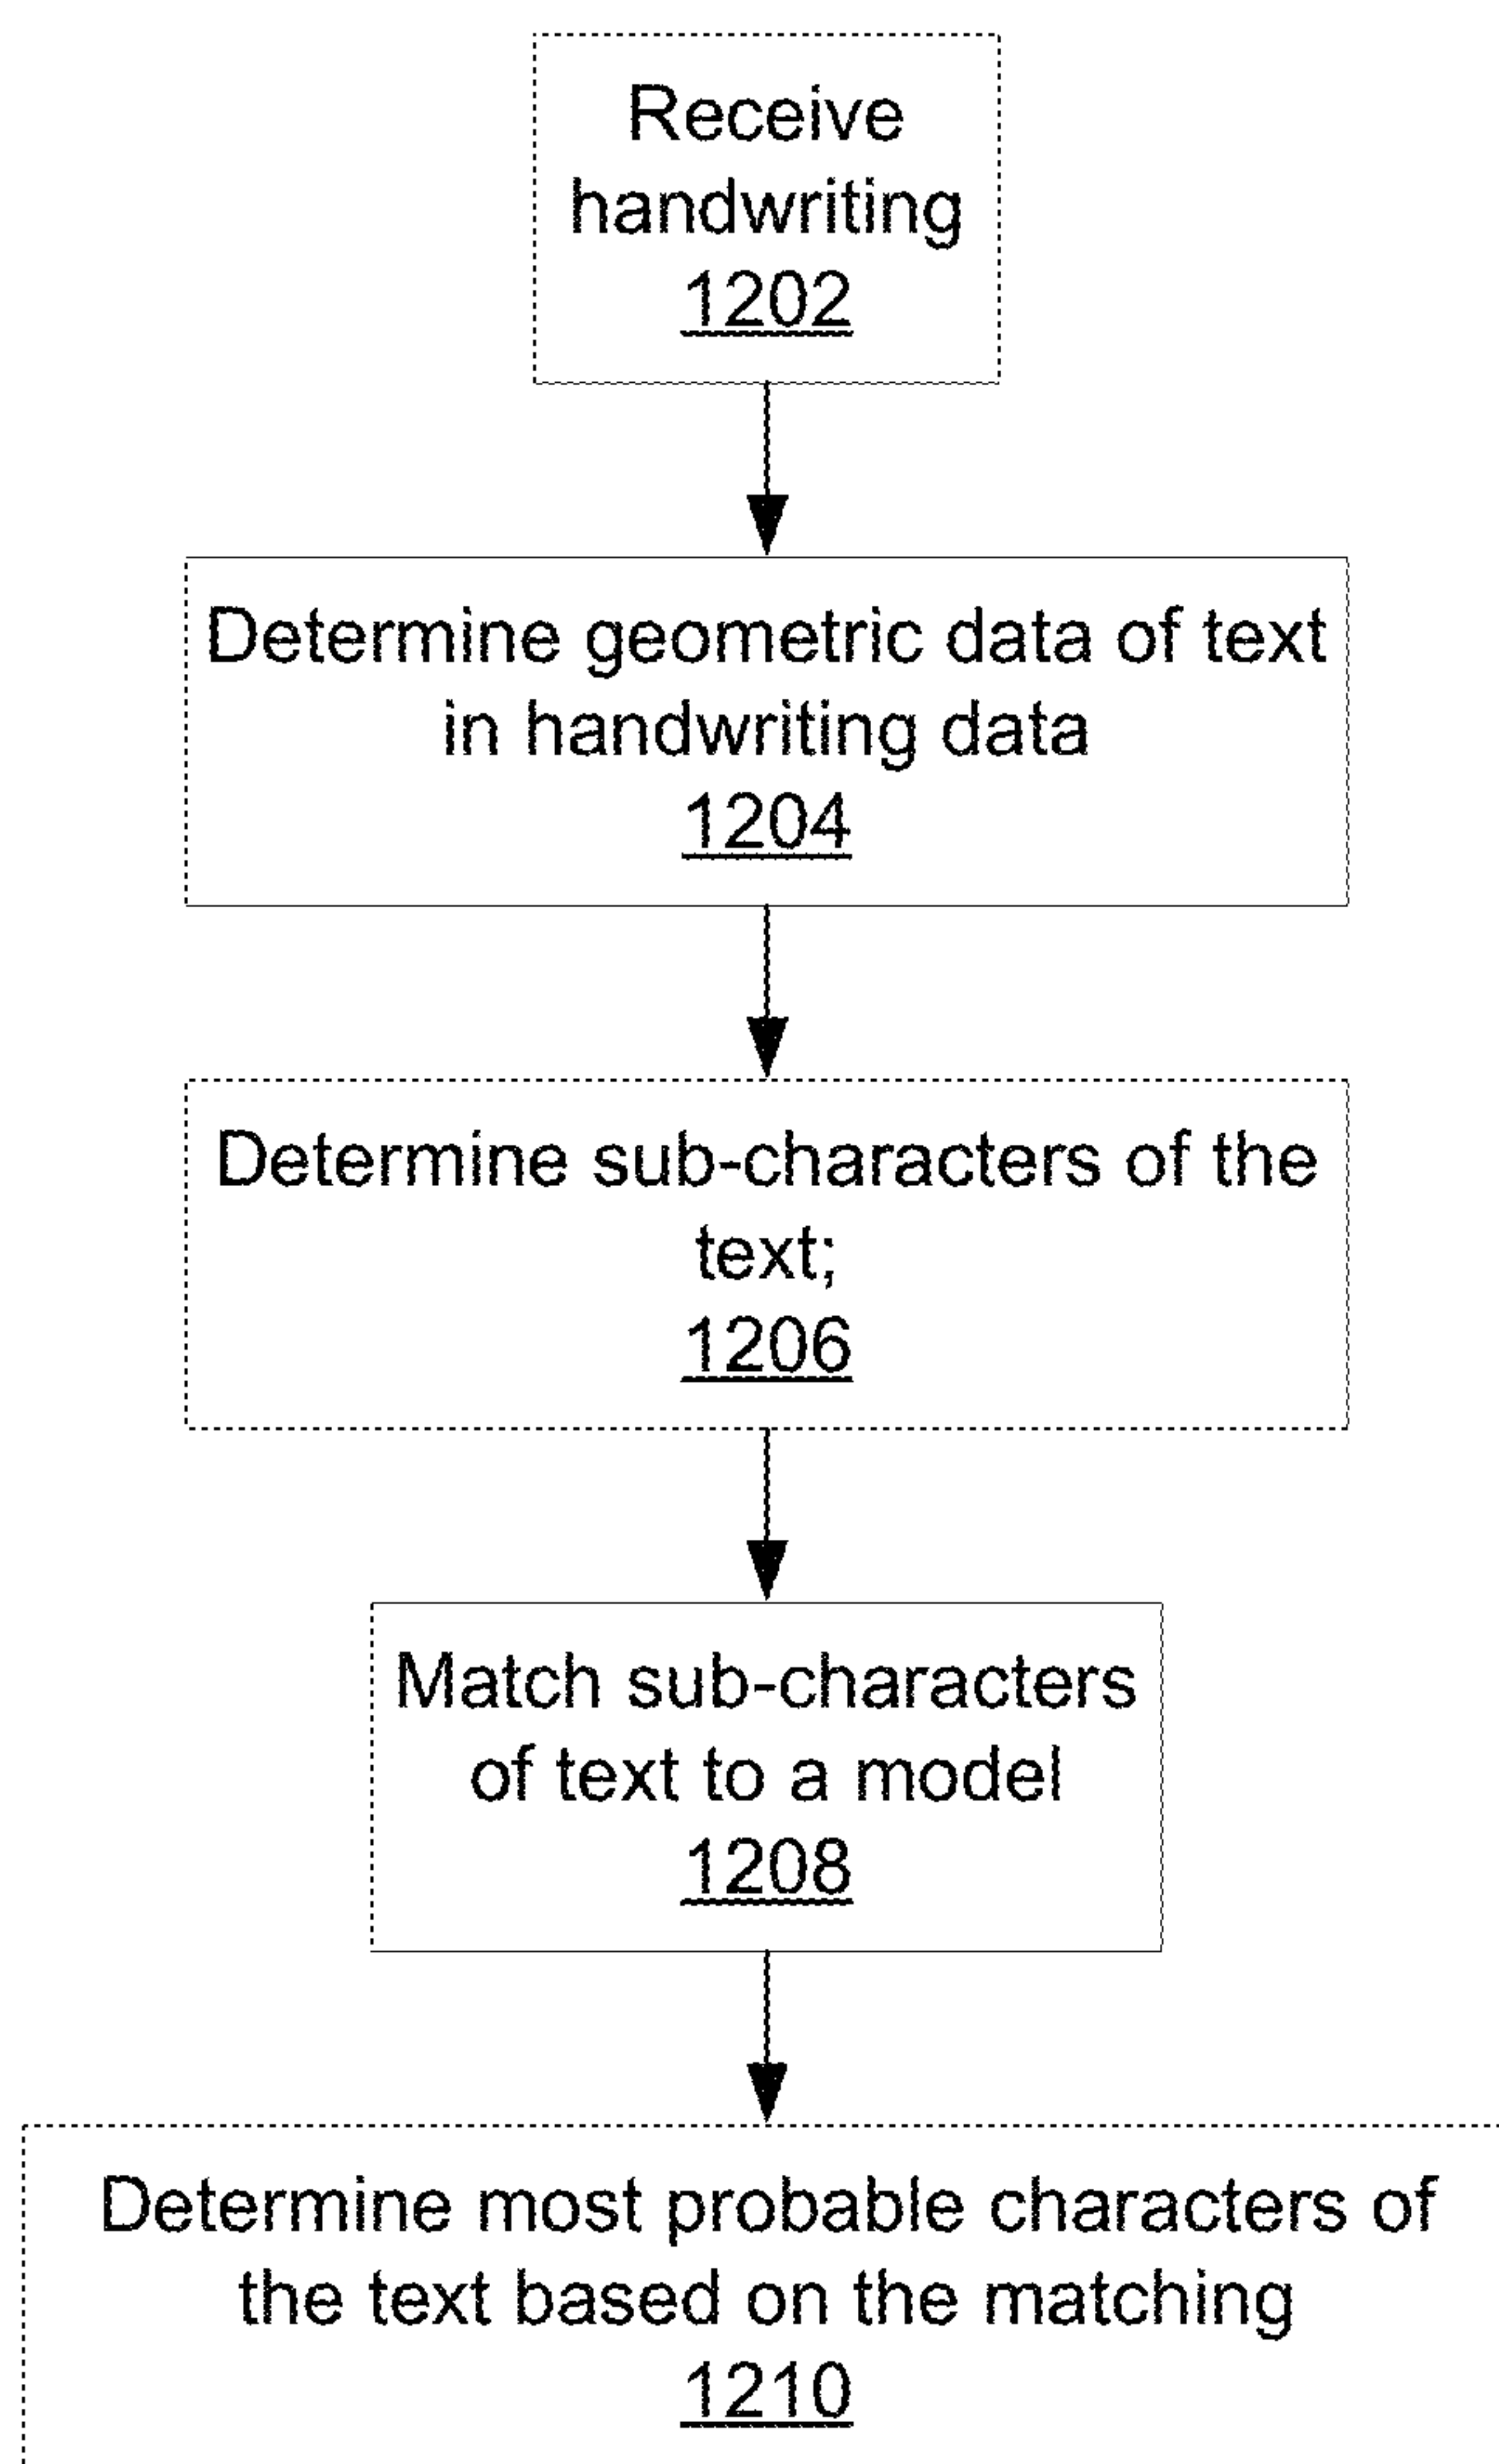 Receive
handwriting
1202
Determine geometric data of text
in handwriting data
1204
Determine sub-characters of the
text;
1206
Match sub-characters
of text to a model
1208
Determine most probable characters of
the text based on the matching
1210